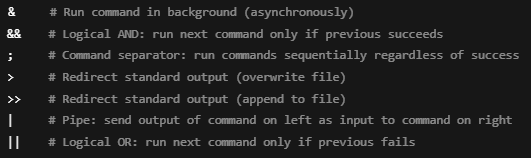 &    # Run command in background (asynchronously)
&&   # Logical AND: run next command only if previous succeeds
;    # Command separator: run commands sequentially regardless of success
>    # Redirect standard output (overwrite file)
>>   # Redirect standard output (append to file)
|    # Pipe: send output of command on left as input to command on right
||   # Logical OR: run next command only if previous fails